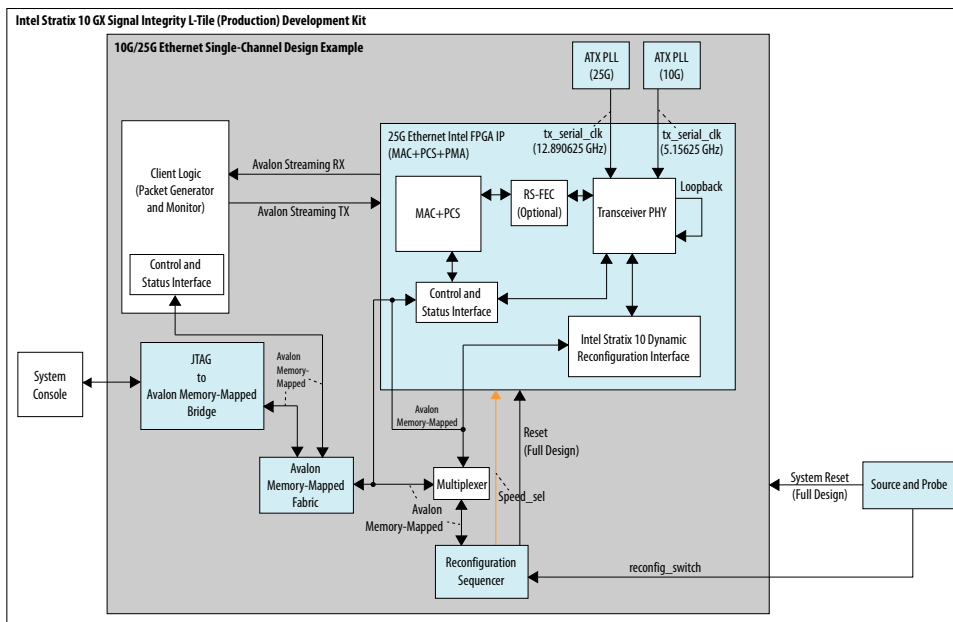 Intel Stratix 10 GX Signal Integrity L-Tile (Production) Development Kit
10G/25G Ethernet Single-Channel Design Example
ATX PLL
(25G)
ATX PLL
(10G)
tx_serial_clk
(12.890625 GHz)
tx_serial_clk
(5.15625 GHz)
25G Ethernet Intel FPGA IP
(MAC+PCS+PMA)
Client Logic
(Packet Generator
and Monitor)
Avalon Streaming RX
Avalon Streaming TX
MAC+PCS
RS-FEC
(Optional)
Transceiver PHY
Loopback
Control and
Status Interface
Control and
Status Interface
Intel Stratix 10 Dynamic
Reconfiguration Interface
System
Console
JTAG
to
Avalon Memory-Mapped
Bridge
Avalon
Memory-
Mapped
Avalon
Memory-Mapped
Reset
(Full Design)
Avalon
Memory-Mapped
Fabric
Multiplexer
Speed_sel
Avalon
Memory-Mapped
System Reset
(Full Design)
Source and Probe
Reconfiguration
Sequencer
reconfig_switch